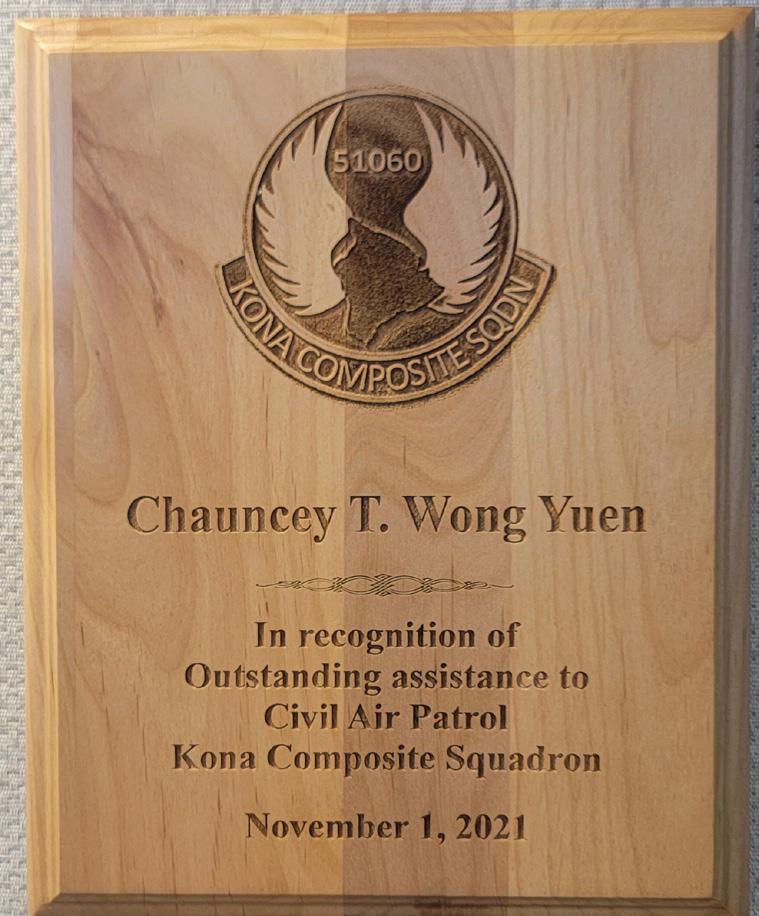 51060
KONA COMPOSITE SQDN
Chauncey T. Wong Yuen
In recognition of
Outstanding assistance to
Civil Air Patrol
Kona Composite Squadron
November 1, 2021